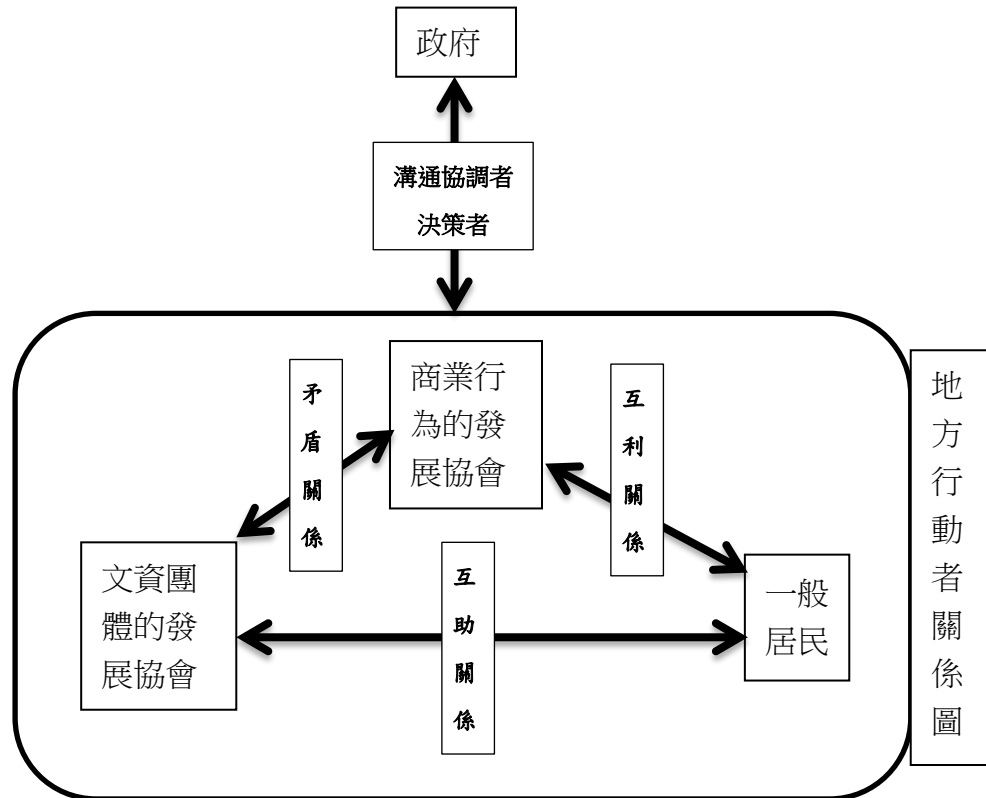 政府
溝通協調者
決策者
商業行
為的發
展協會
矛盾關係
互利關係
地方行動者關係圖
文資團
體的發
展協會
互助關係
一般
居民